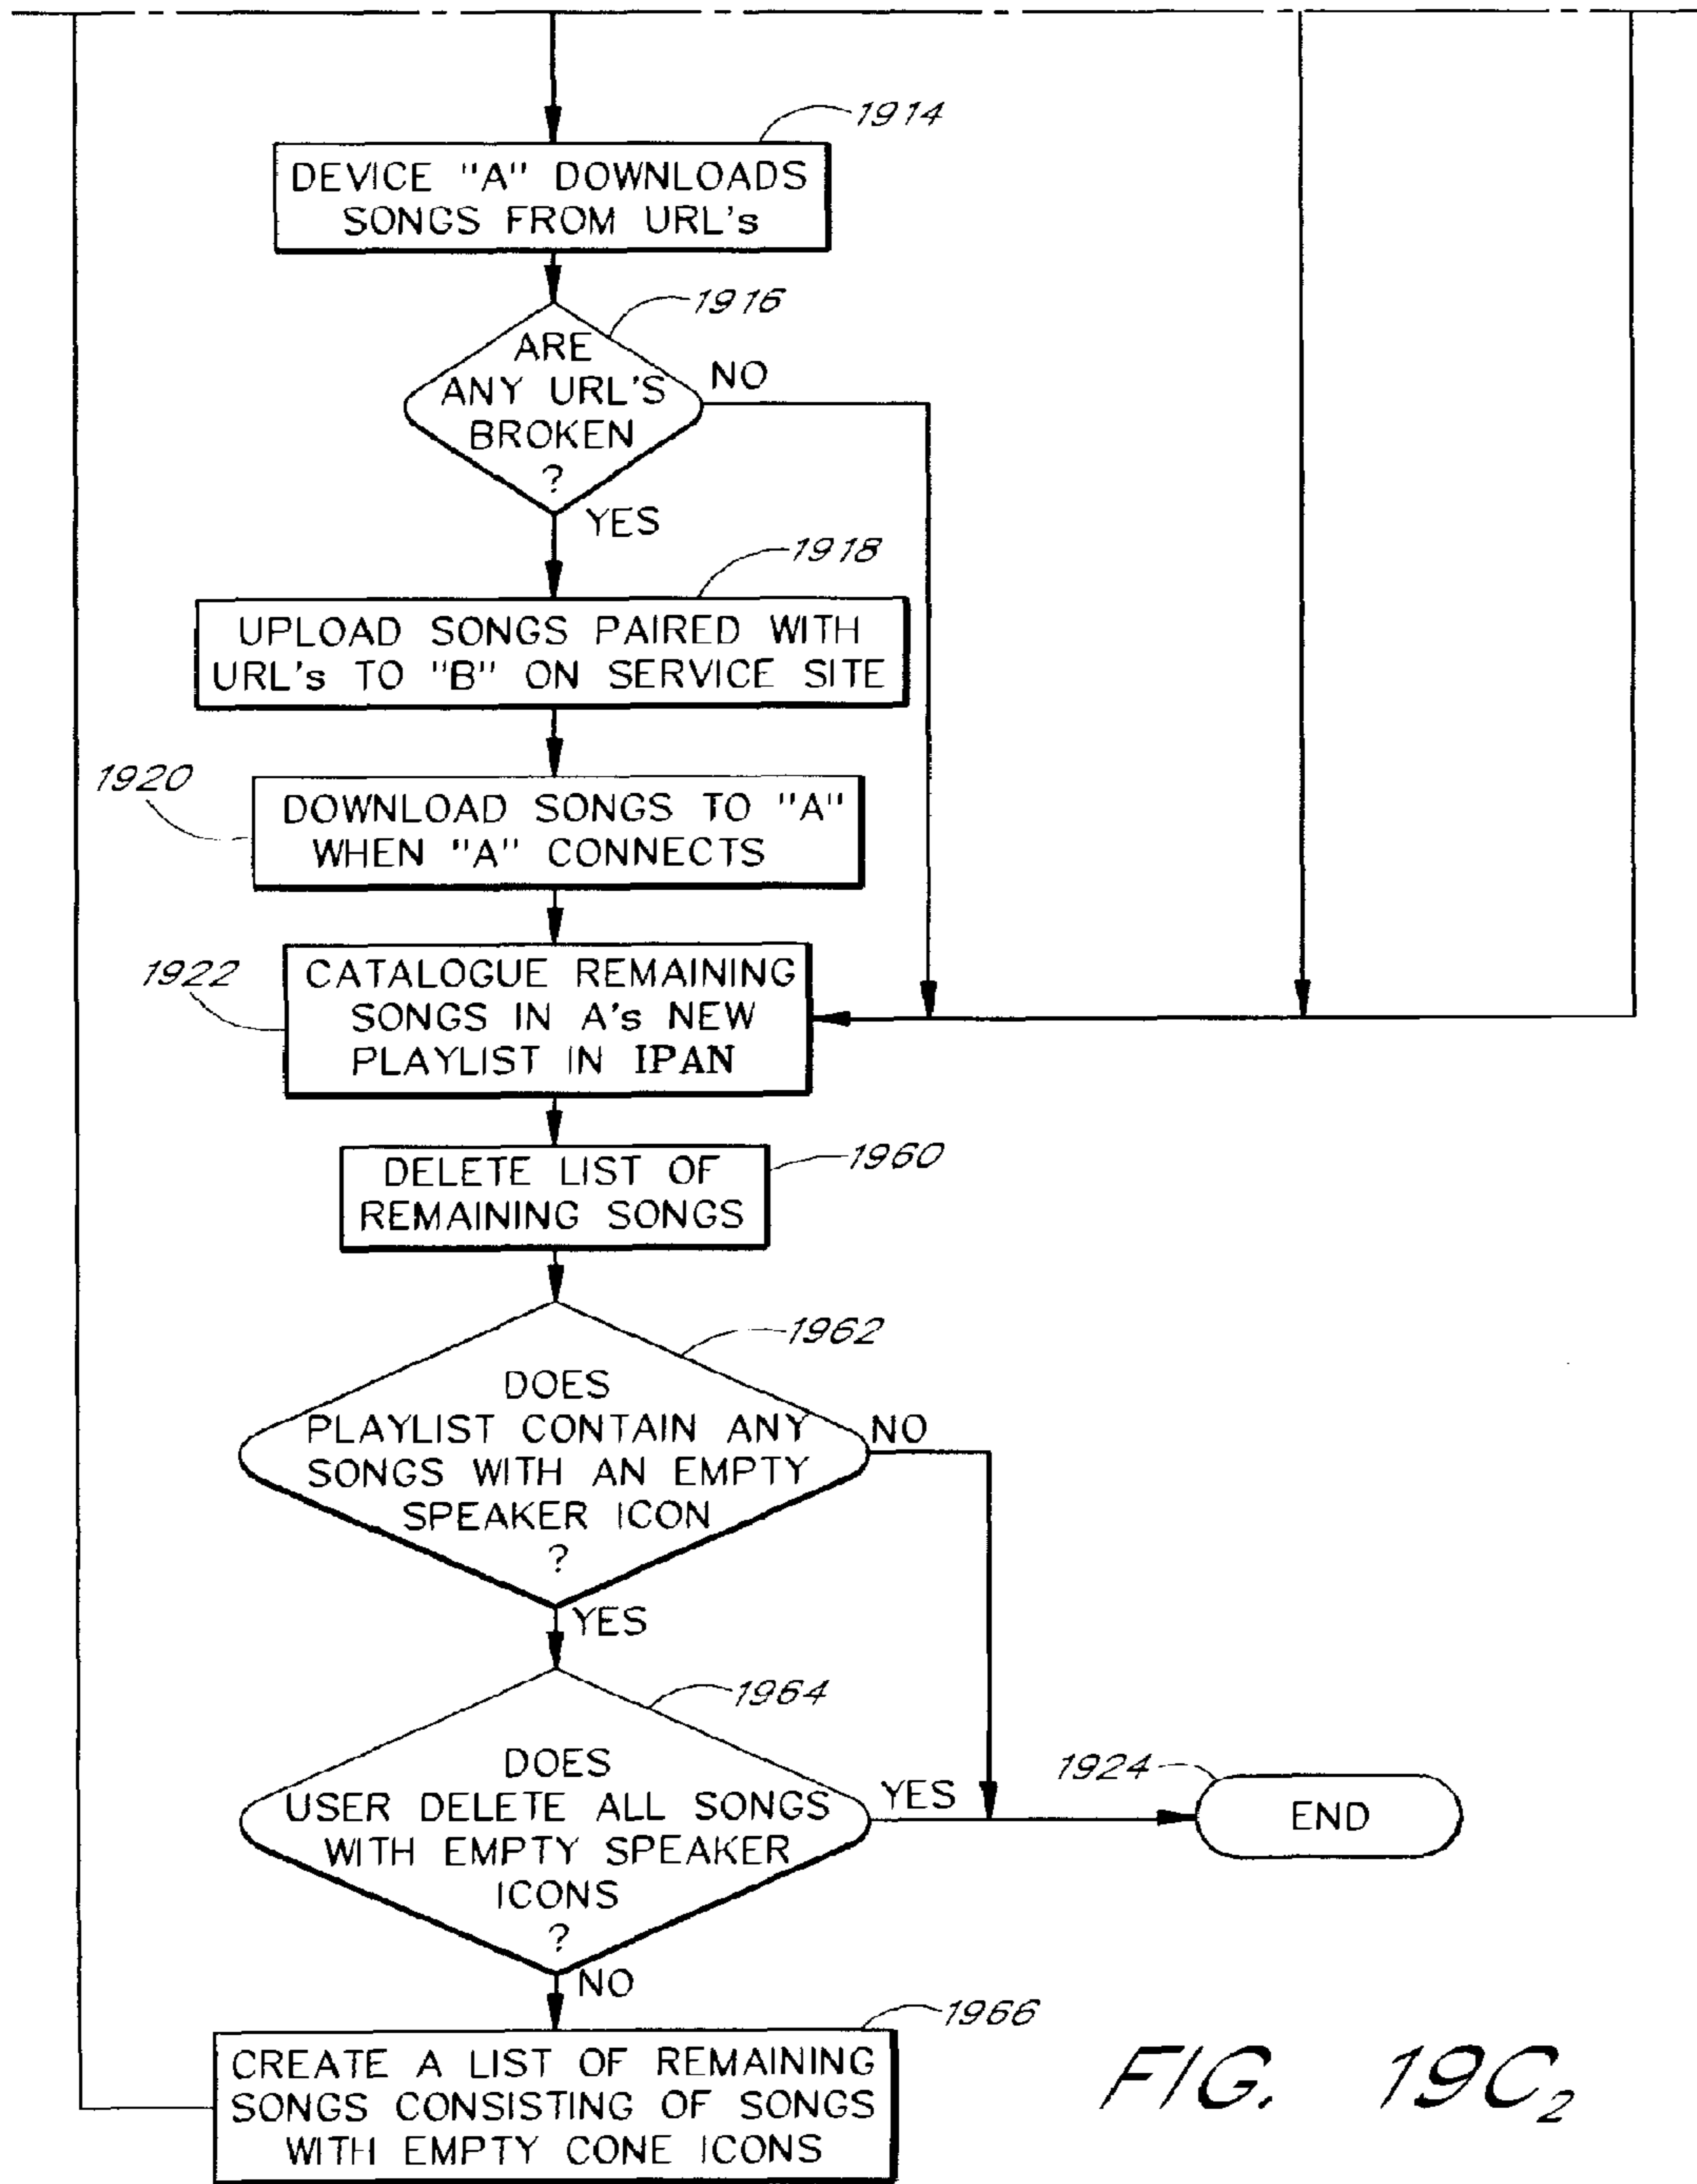 1914
DEVICE "A" DOWNLOADS
SONGS FROM URL's
1916
ARE
ANY URL'S
BROKEN
?
NO
YES
1918
UPLOAD SONGS PAIRED WITH
URL's TO "B" ON SERVICE SITE
1920
DOWNLOAD SONGS TO "A"
WHEN "A" CONNECTS
1922
CATALOGUE REMAINING
SONGS IN A's NEW
PLAYLIST IN IPAN
1960
DELETE LIST OF
REMAINING SONGS
1962
DOES
PLAYLIST CONTAIN ANY
SONGS WITH AN EMPTY
SPEAKER ICON
?
NO
YES
1964
DOES
USER DELETE ALL SONGS
WITH EMPTY SPEAKER
ICONS
?
YES
1924
END
NO
1966
CREATE A LIST OF REMAINING
SONGS CONSISTING OF SONGS
WITH EMPTY CONE ICONS
FIG. 19C₂